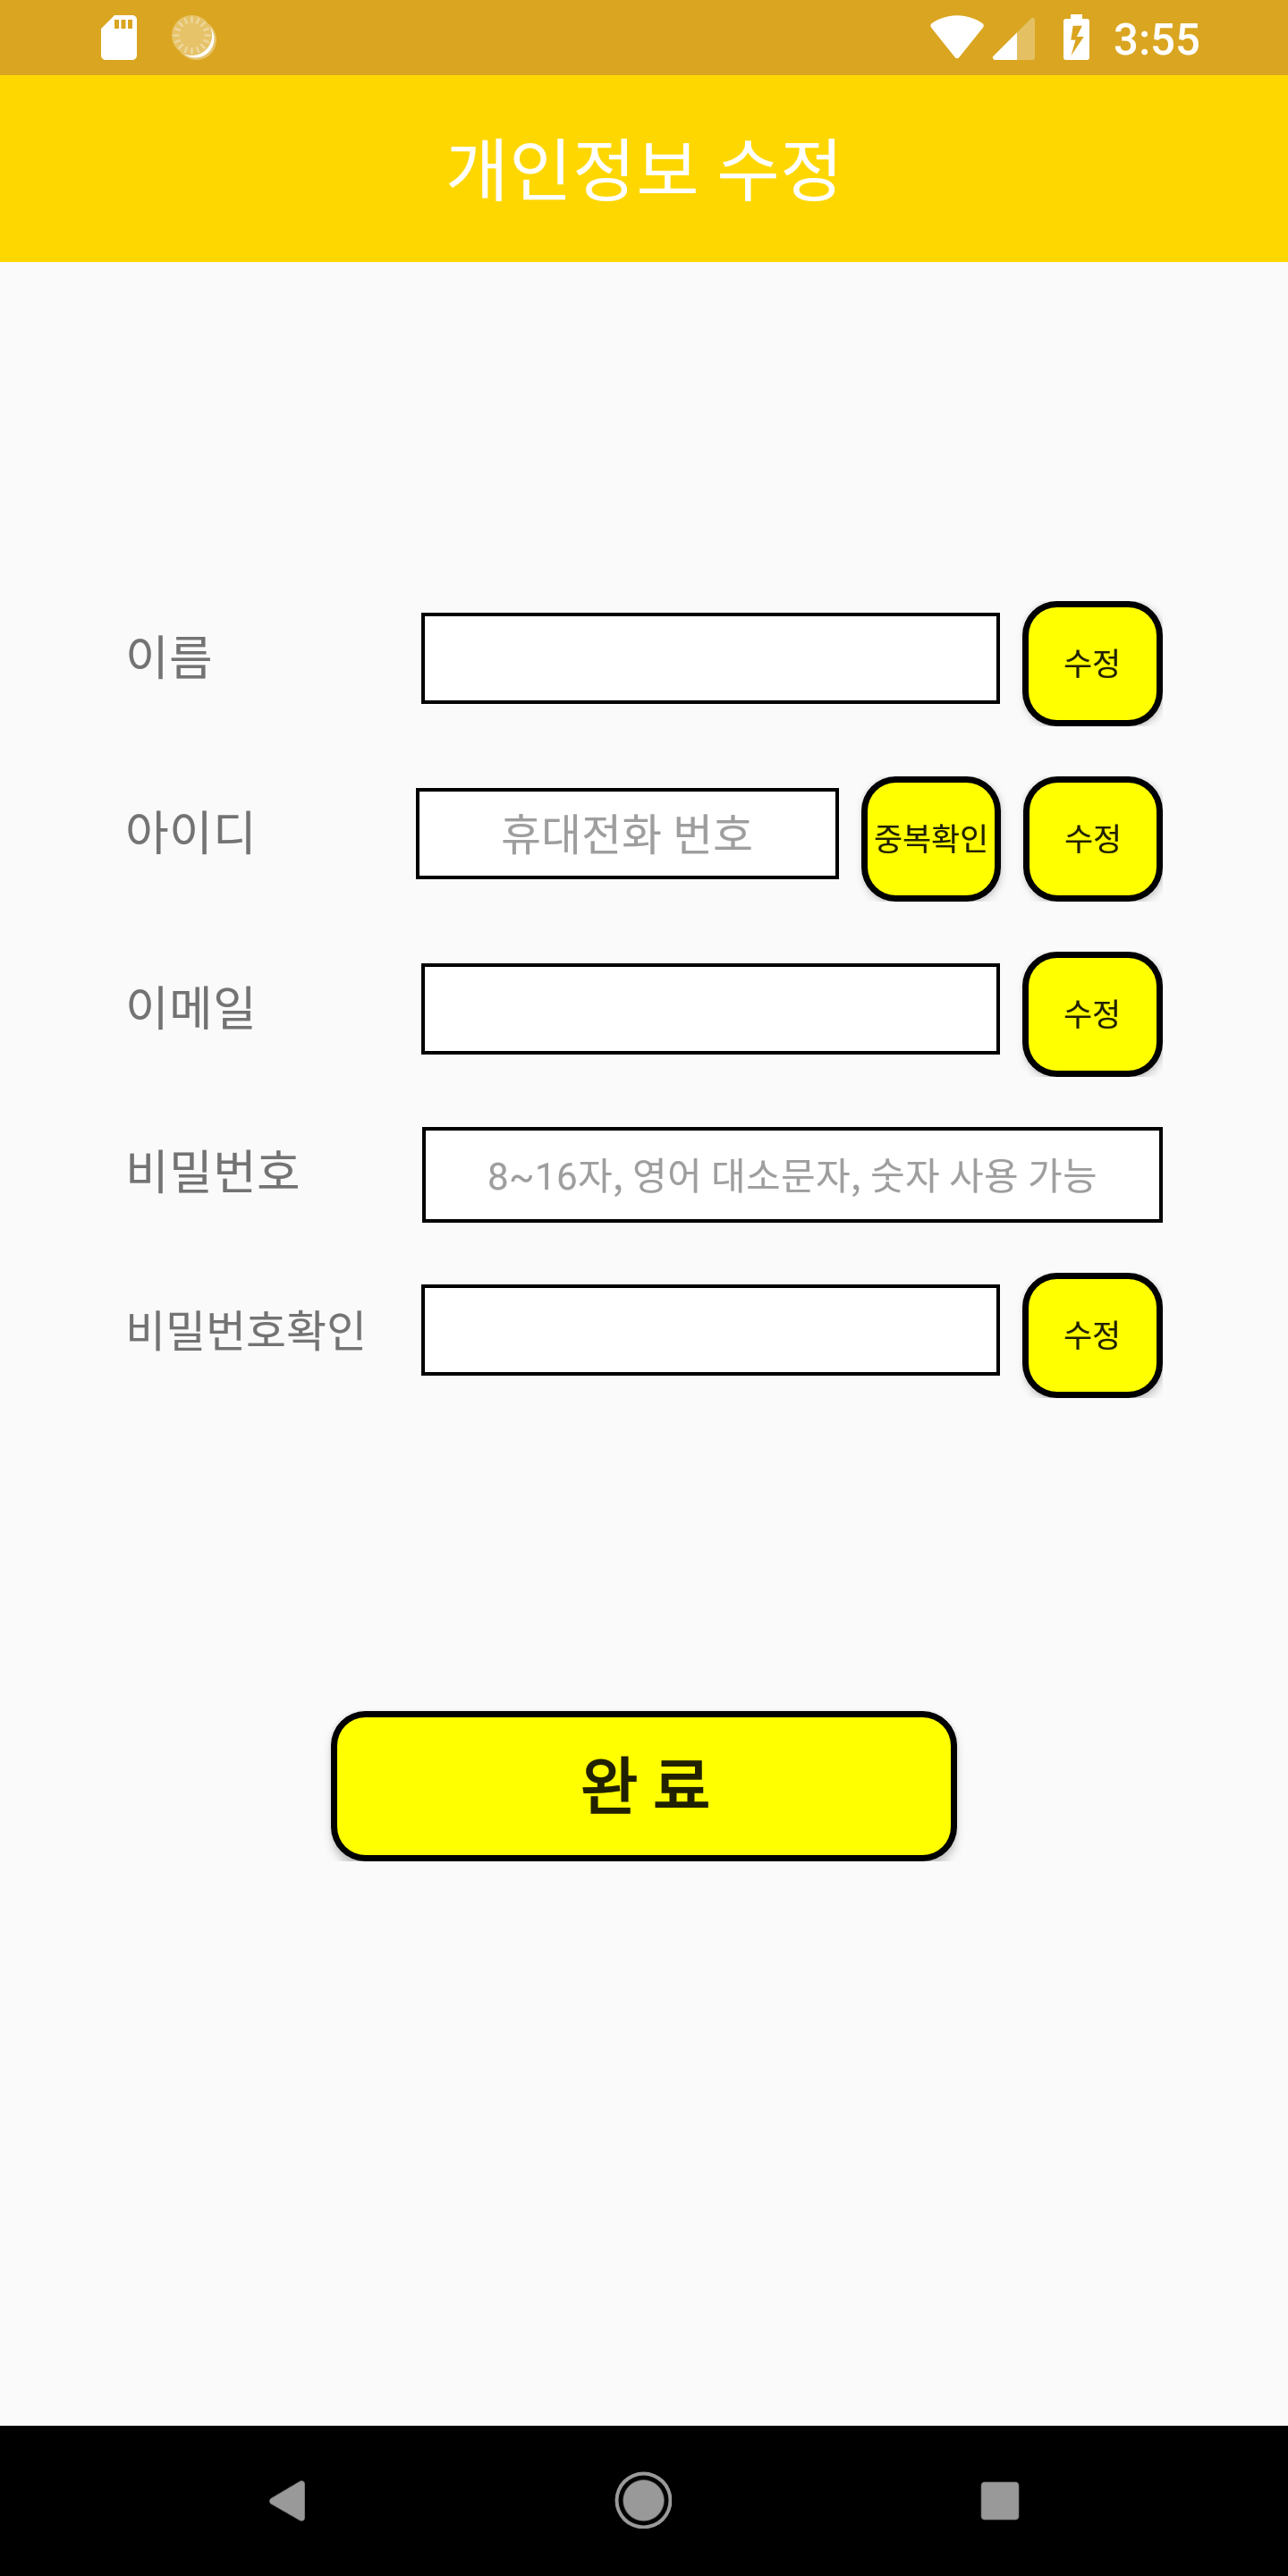 3:55
개인정보 수정
이름 수정
아이디 휴대전화 번호 중복확인 수정
이메일 수정
비밀번호 8~16자, 영어 대소문자, 숫자 사용 가능
비밀번호확인 수정
완 료